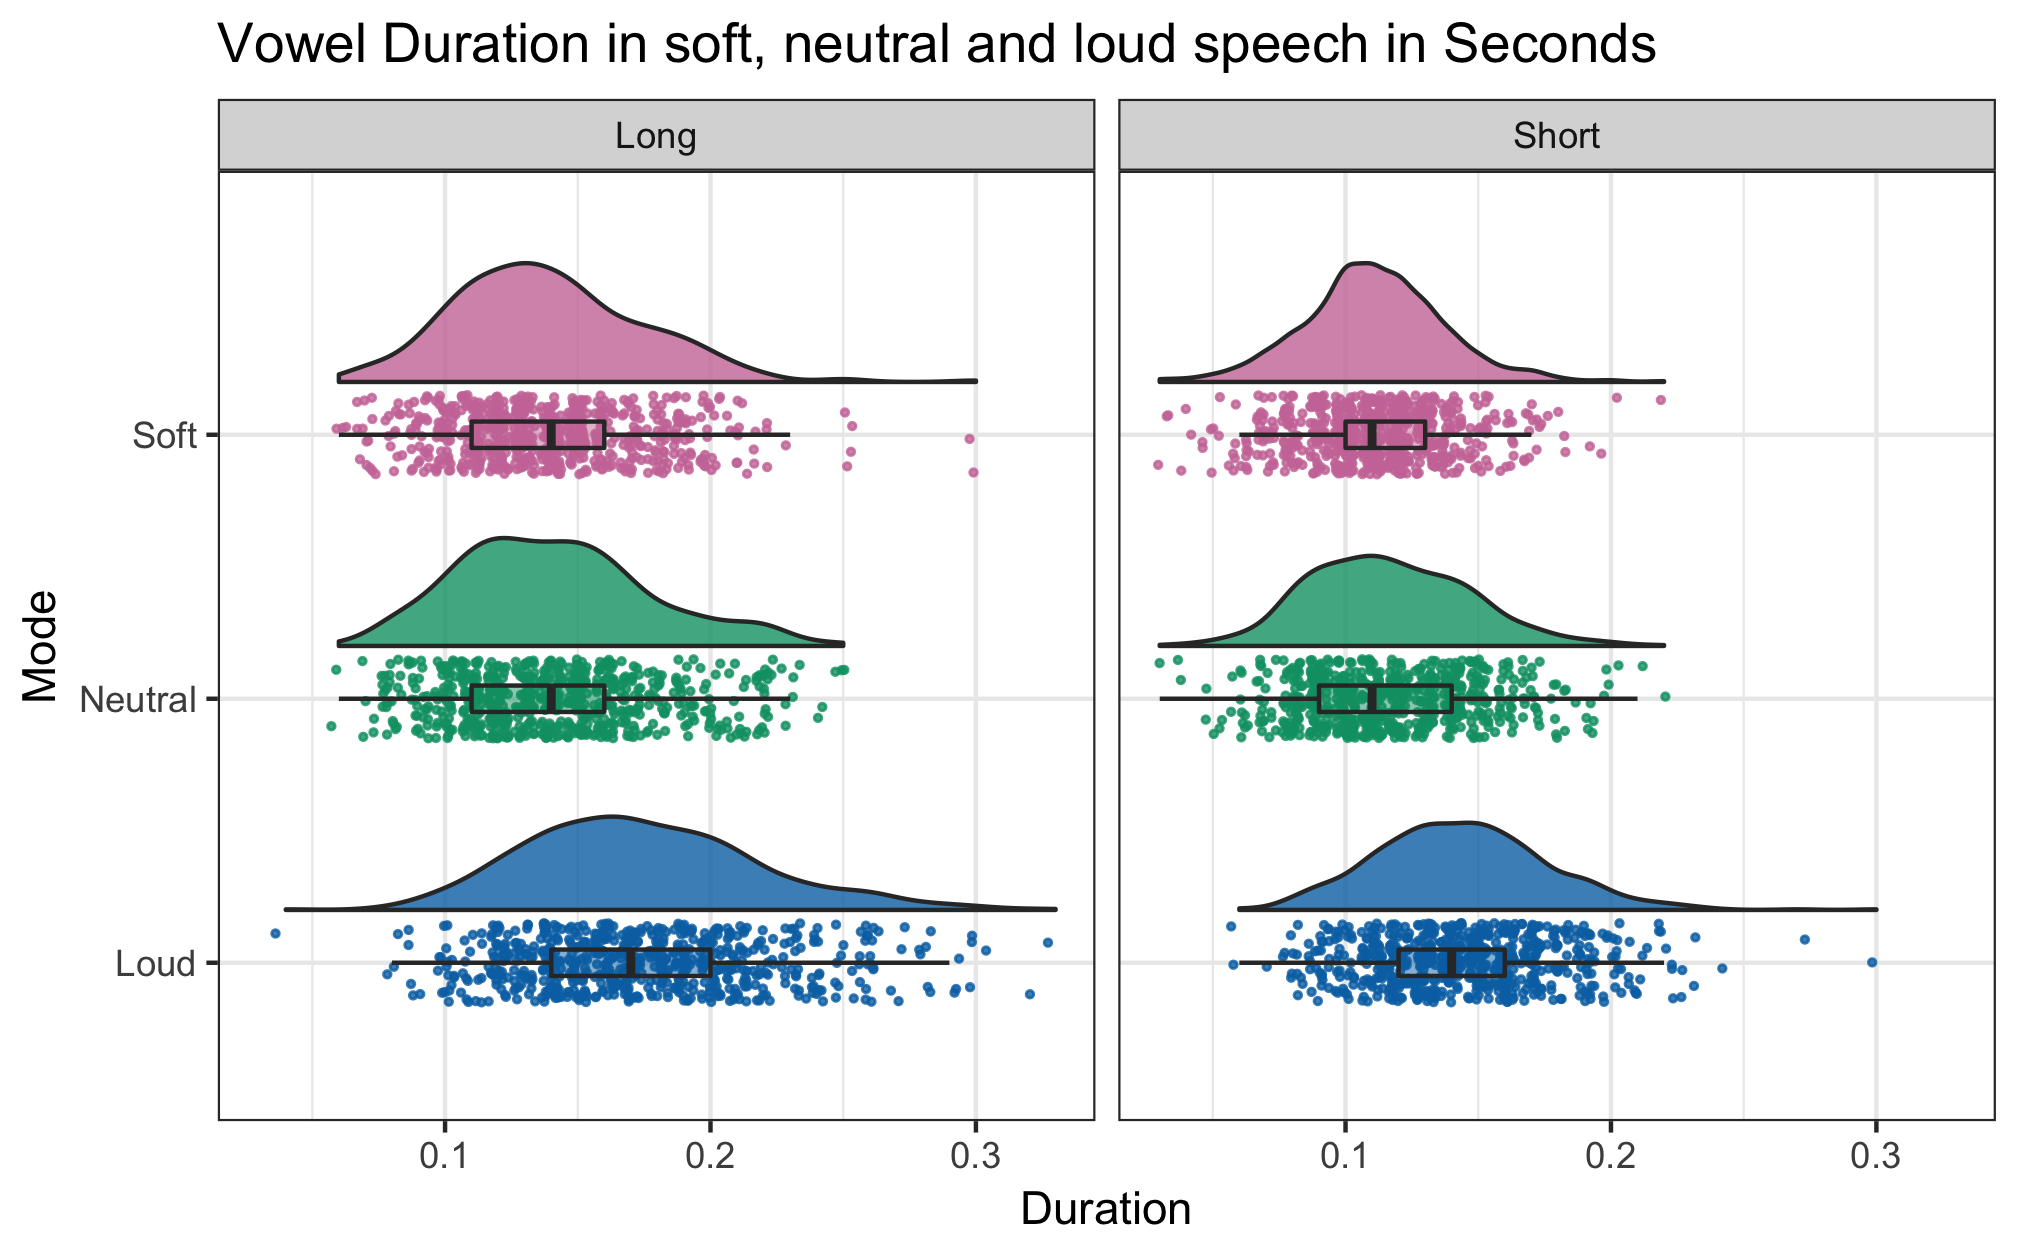 Vowel Duration in soft, neutral and loud speech in Seconds
Long
Short
Mode
Soft
Neutral
Loud
0.1 0.2 0.3
0.1 0.2 0.3
Duration